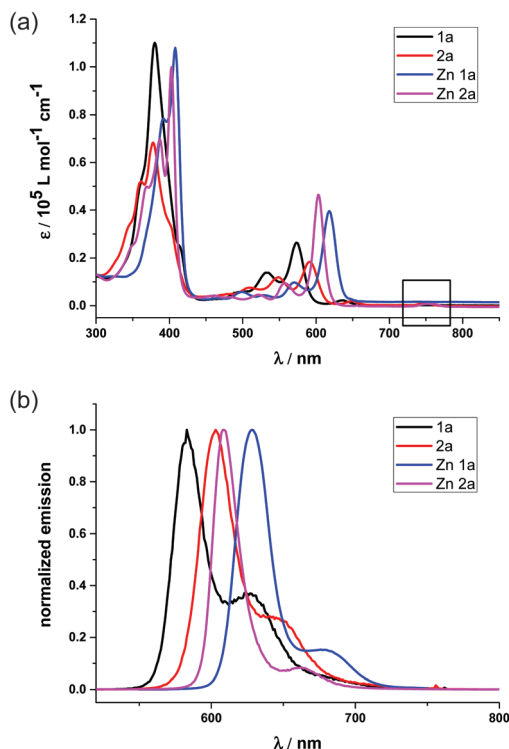 (a)
1.2
1.0
0.8
0.6
0.4
0.2
0.0
ε / 10⁵ L mol⁻¹ cm⁻¹
1a
2a
Zn 1a
Zn 2a
300 400 500 600 700 800
λ / nm
(b)
1.0
0.8
0.6
0.4
0.2
0.0
normalized emission
1a
2a
Zn 1a
Zn 2a
600 700 800
λ / nm